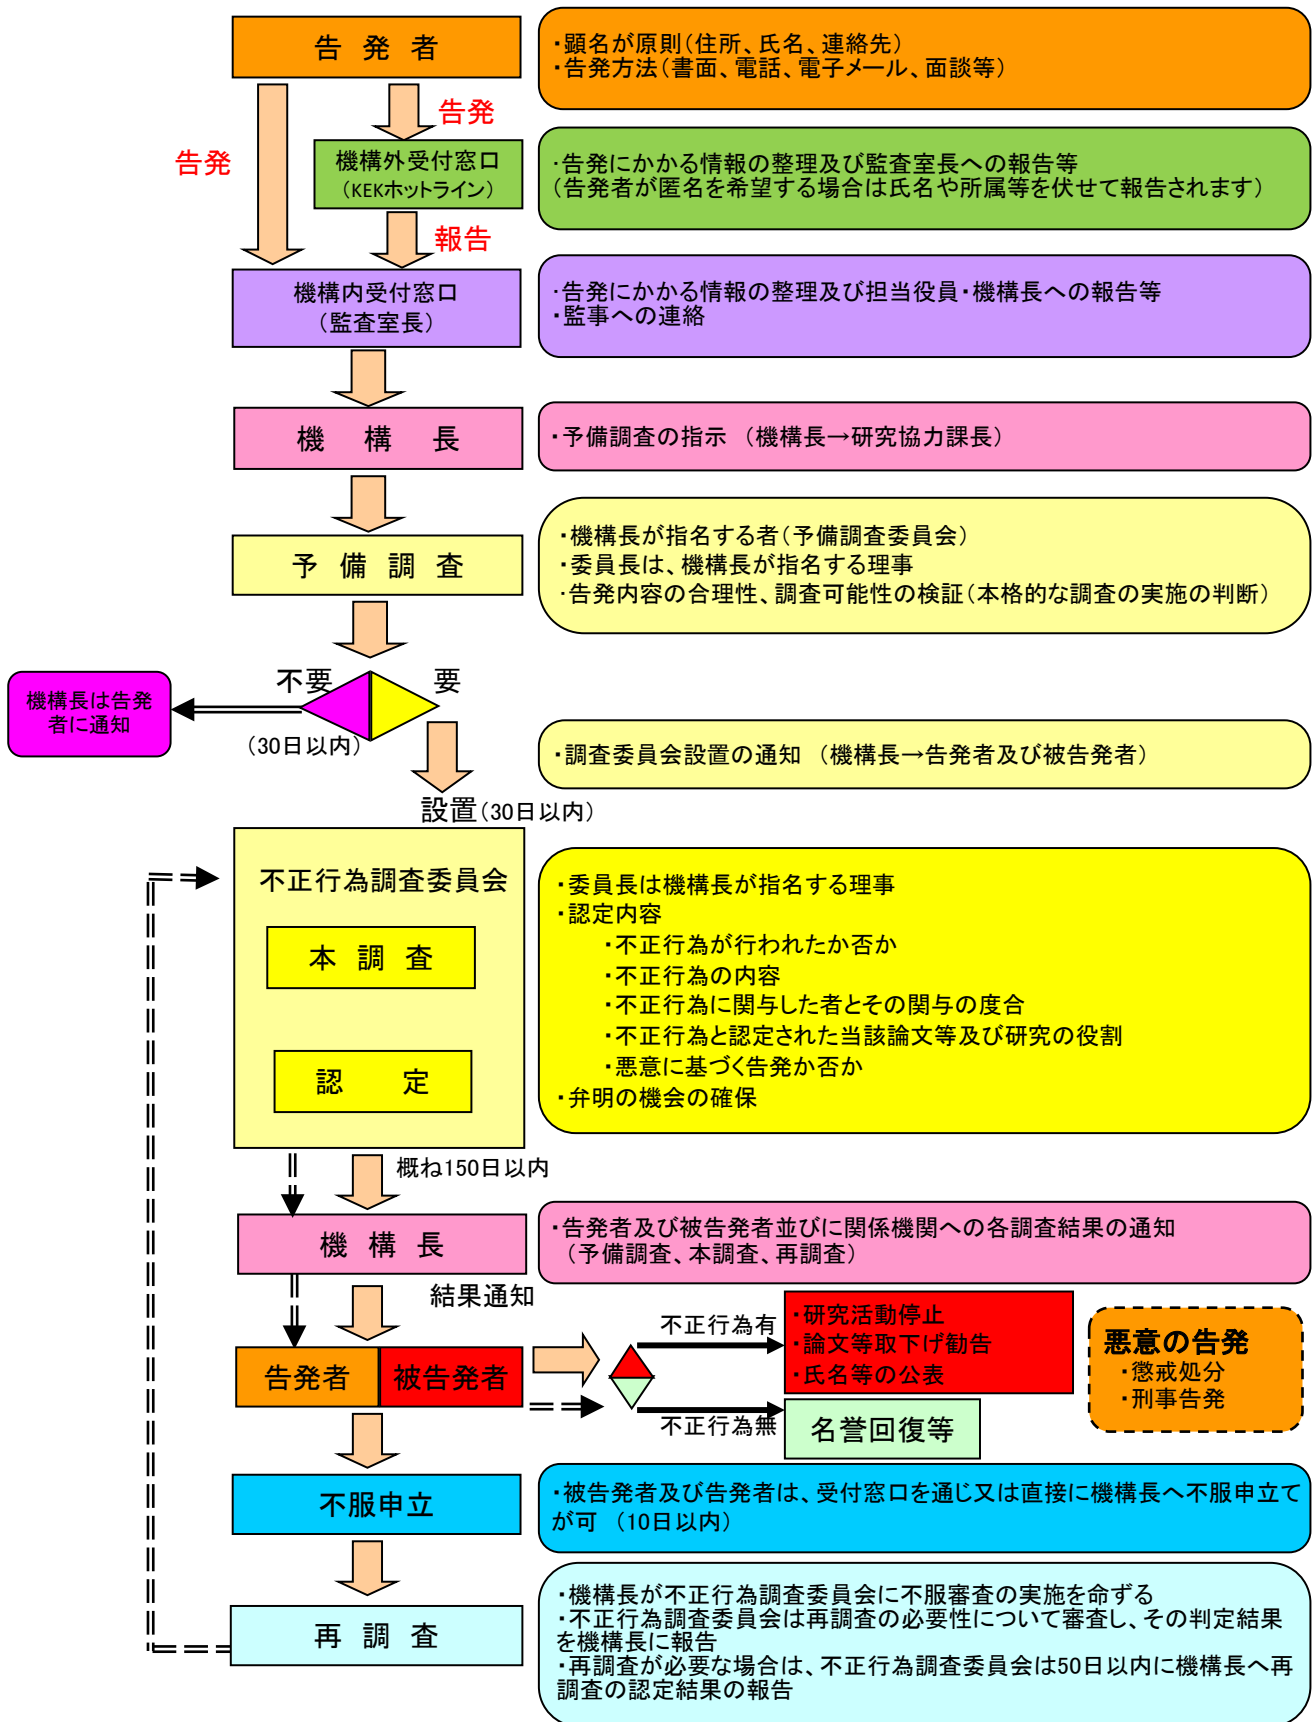 告 発 者
・顕名が原則(住所、氏名、連絡先)
・告発方法(書面、電話、電子メール、面談等)
告発
告発
機構外受付窓口
(KEKホットライン)
・告発にかかる情報の整理及び監査室長への報告等
(告発者が匿名を希望する場合は氏名や所属等を伏せて報告されます)
報告
機構内受付窓口
(監査室長)
・告発にかかる情報の整理及び担当役員・機構長への報告等
・監事への連絡
機 構 長
・予備調査の指示 (機構長→研究協力課長)
予 備 調 査
・機構長が指名する者(予備調査委員会)
・委員長は、機構長が指名する理事
・告発内容の合理性、調査可能性の検証(本格的な調査の実施の判断)
不要
要
機構長は告発
者に通知
(30日以内)
・調査委員会設置の通知 (機構長→告発者及び被告発者)
設置(30日以内)
不正行為調査委員会
本 調 査
認 定
・委員長は機構長が指名する理事
・認定内容
・不正行為が行われたか否か
・不正行為の内容
・不正行為に関与した者とその関与の度合
・不正行為と認定された当該論文等及び研究の役割
・悪意に基づく告発か否か
・弁明の機会の確保
概ね150日以内
機 構 長
・告発者及び被告発者並びに関係機関への各調査結果の通知
(予備調査、本調査、再調査)
結果通知
告発者
被告発者
不正行為有
・研究活動停止
・論文等取下げ勧告
・氏名等の公表
不正行為無
名誉回復等
悪意の告発
・懲戒処分
・刑事告発
不服申立
・被告発者及び告発者は、受付窓口を通じ又は直接に機構長へ不服申立て
が可 (10日以内)
再 調 査
・機構長が不正行為調査委員会に不服審査の実施を命ずる
・不正行為調査委員会は再調査の必要性について審査し、その判定結果
を機構長に報告
・再調査が必要な場合は、不正行為調査委員会は50日以内に機構長へ再
調査の認定結果の報告